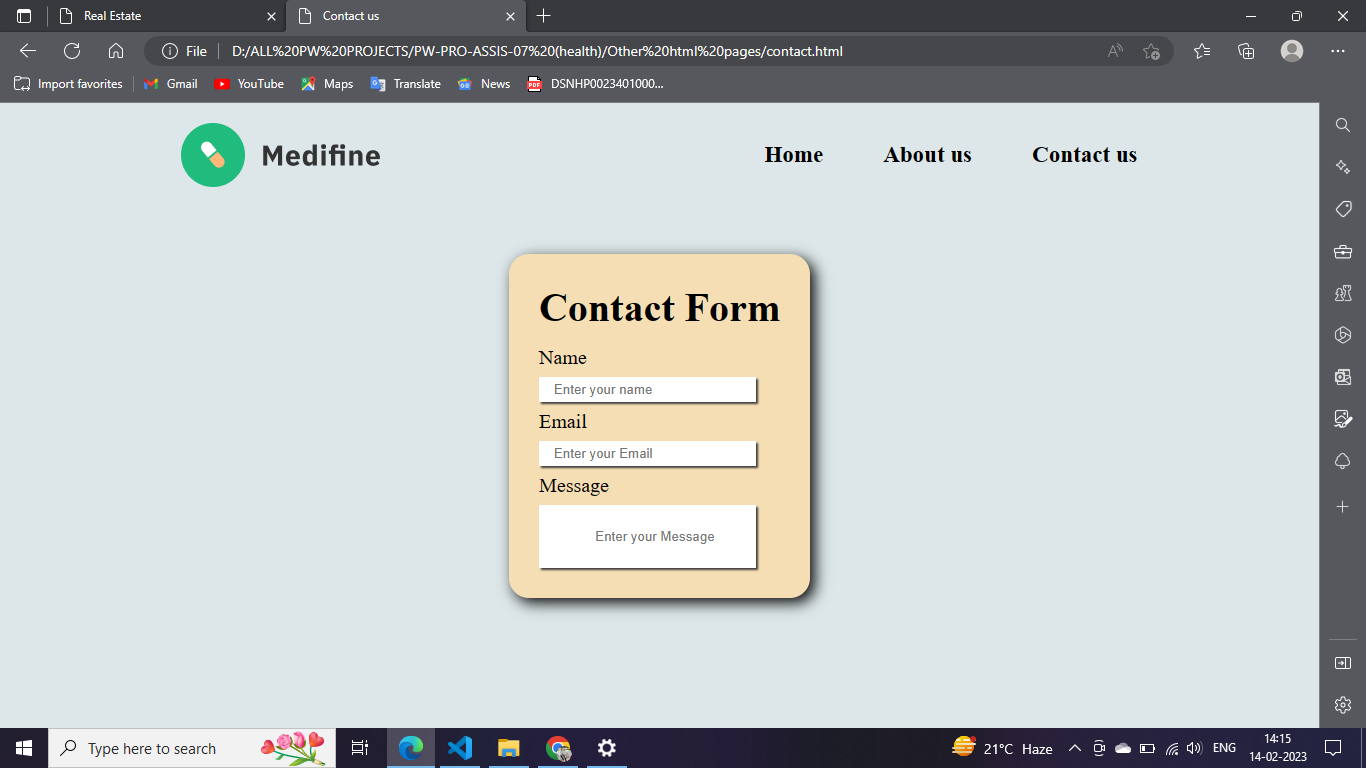 Real Estate
Contact us
File D:/ALL%20PW%20PROJECTS/PW-PRO-ASSIS-07%20(health)/Other%20html%20pages/contact.html
Import favorites Gmail YouTube Maps Translate News PDF DSNHP0023401000...
Medifine Home About us Contact us
Contact Form
Name
Enter your name
Email
Enter your Email
Message
Enter your Message
Type here to search 21°C Haze ENG 14:15
14-02-2023